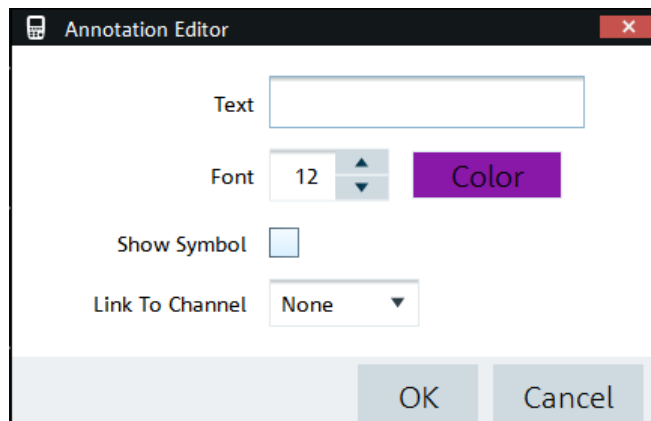 Annotation Editor
Text
Font 12 Color
Show Symbol
Link To Channel None
OK Cancel